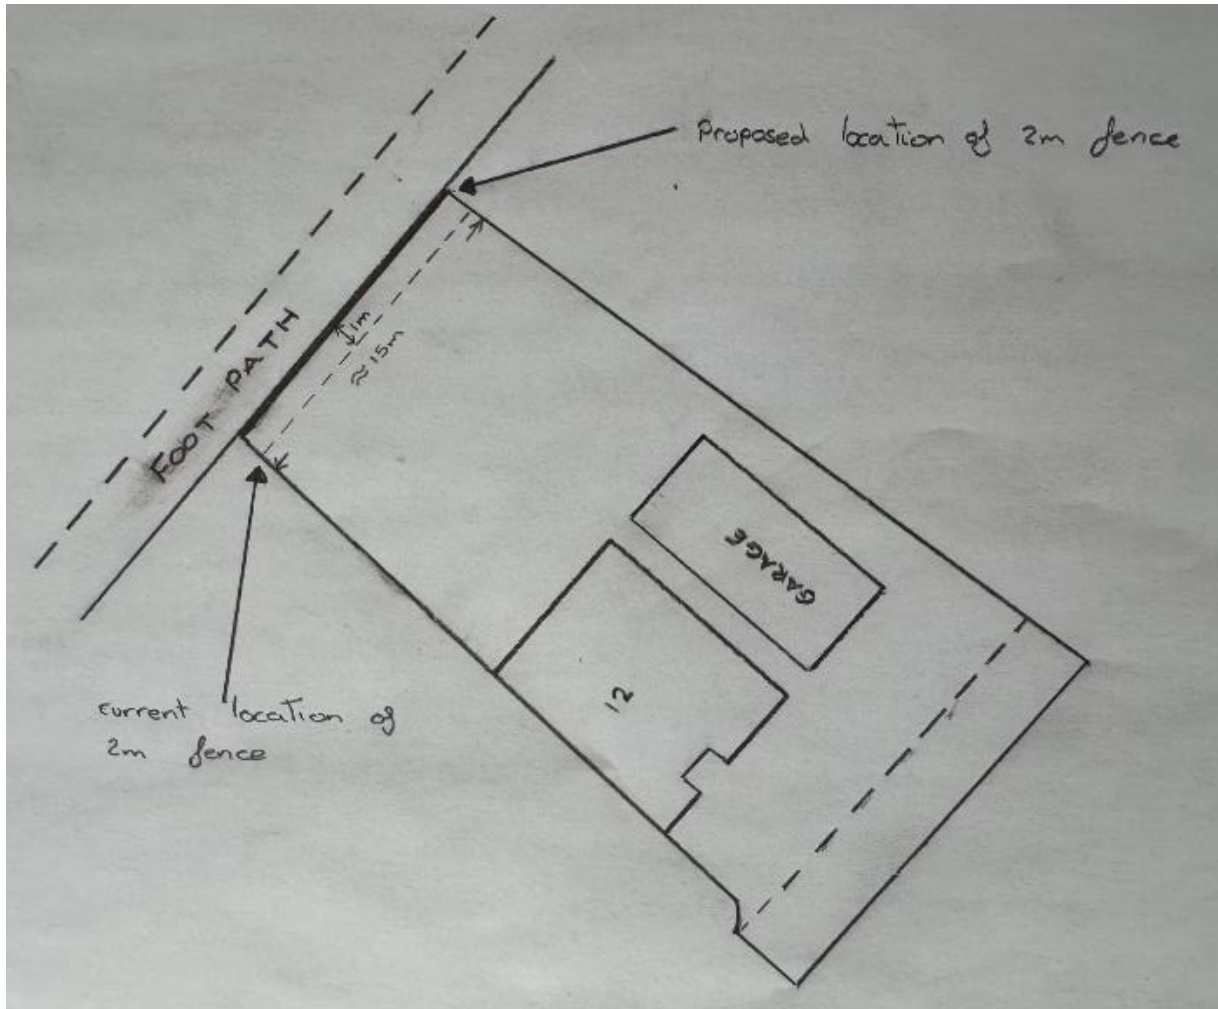 Proposed location of 2m fence
FOOT PATH
1m
≈ 15m
GARAGE
12
current location of
2m fence